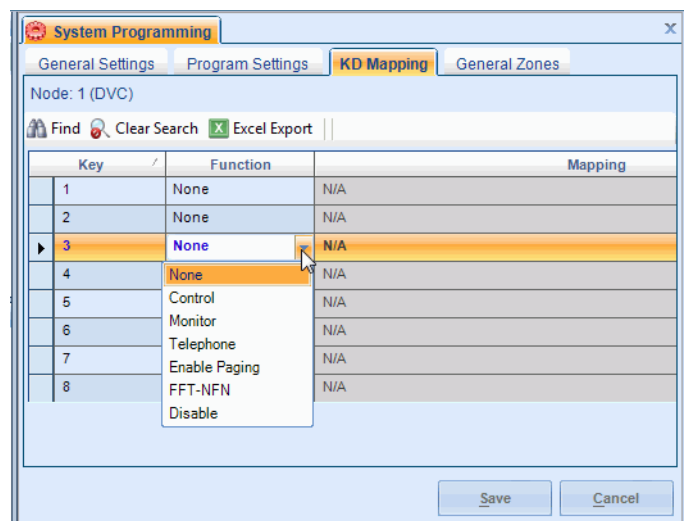 System Programming x
General Settings Program Settings KD Mapping General Zones
Node: 1 (DVC)
Find Clear Search Excel Export
Key Function Mapping
1 None N/A
2 None N/A
3 None N/A
4 None N/A
5 Control N/A
Monitor
6 N/A
Telephone
7 Enable Paging N/A
8 FFT-NFN N/A
Disable
Save Cancel